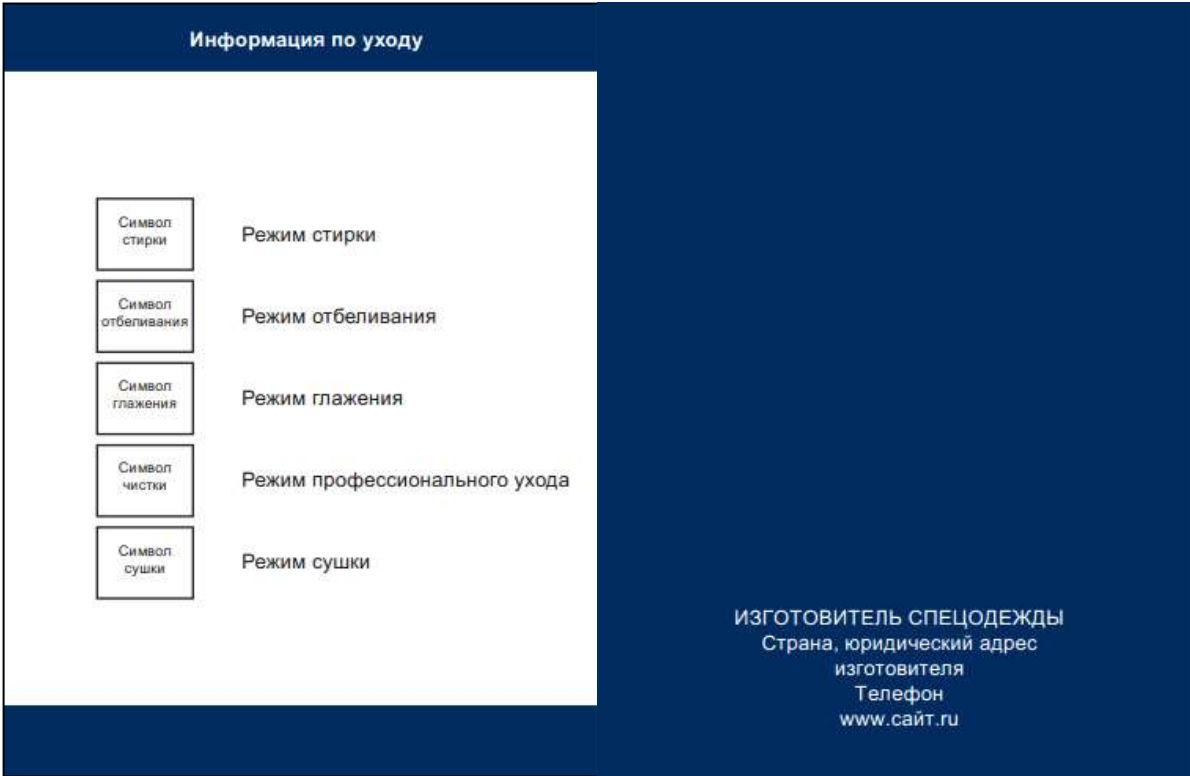 Информация по уходу
Символ
стирки
Режим стирки
Символ
отбеливания
Режим отбеливания
Символ
глажения
Режим глажения
Символ
чистки
Режим профессионального ухода
Символ
сушки
Режим сушки
ИЗГОТОВИТЕЛЬ СПЕЦОДЕЖДЫ
Страна, юридический адрес
изготовителя
Телефон
www.сайт.ru